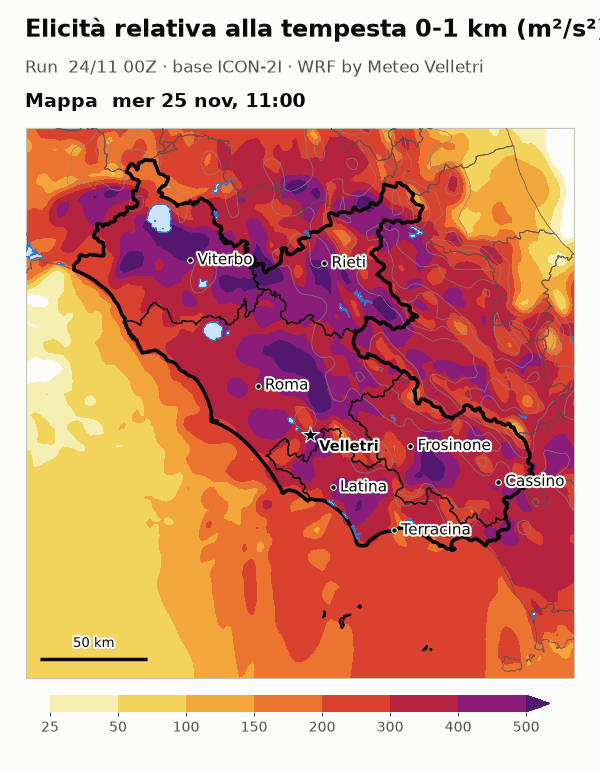 Elicità relativa alla tempesta 0-1 km (m²/s²)
Run  24/11 00Z · base ICON-2I · WRF by Meteo Velletri
Mappa  mer 25 nov, 11:00
Viterbo
Rieti
Roma
Velletri
Frosinone
Latina
Cassino
Terracina
50 km
25 50 100 150 200 300 400 500